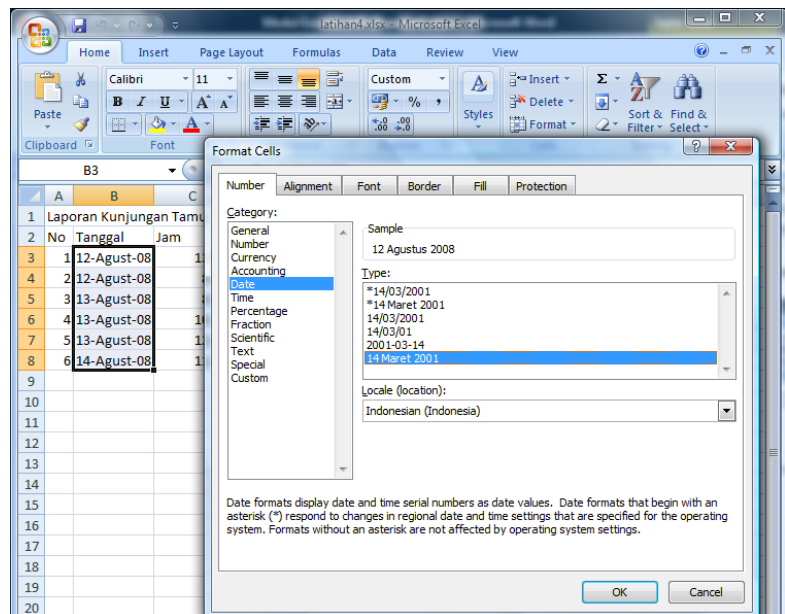 latihan4.xlsx - Microsoft Excel
Home Insert Page Layout Formulas Data Review View
Calibri 11 Custom Insert Σ
Paste B I U A A % , Styles Delete Sort & Find &
Format Filter Select
Clipboard Font
B3
Format Cells
Number Alignment Font Border Fill Protection
A B C
1 Laporan Kunjungan Tamu
2 No Tanggal Jam
3 1 12-Agust-08
4 2 12-Agust-08
5 3 13-Agust-08
6 4 13-Agust-08
7 5 13-Agust-08
8 6 14-Agust-08
9
10
11
12
13
14
15
16
17
18
19
20
Category:
General
Number
Currency
Accounting
Date
Time
Percentage
Fraction
Scientific
Text
Special
Custom
Sample
12 Agustus 2008
Type:
*14/03/2001
*14 Maret 2001
14/03/2001
14/03/01
2001-03-14
14 Maret 2001
Locale (location):
Indonesian (Indonesia)
Date formats display date and time serial numbers as date values. Date formats that begin with an
asterisk (*) respond to changes in regional date and time settings that are specified for the operating
system. Formats without an asterisk are not affected by operating system settings.
OK Cancel